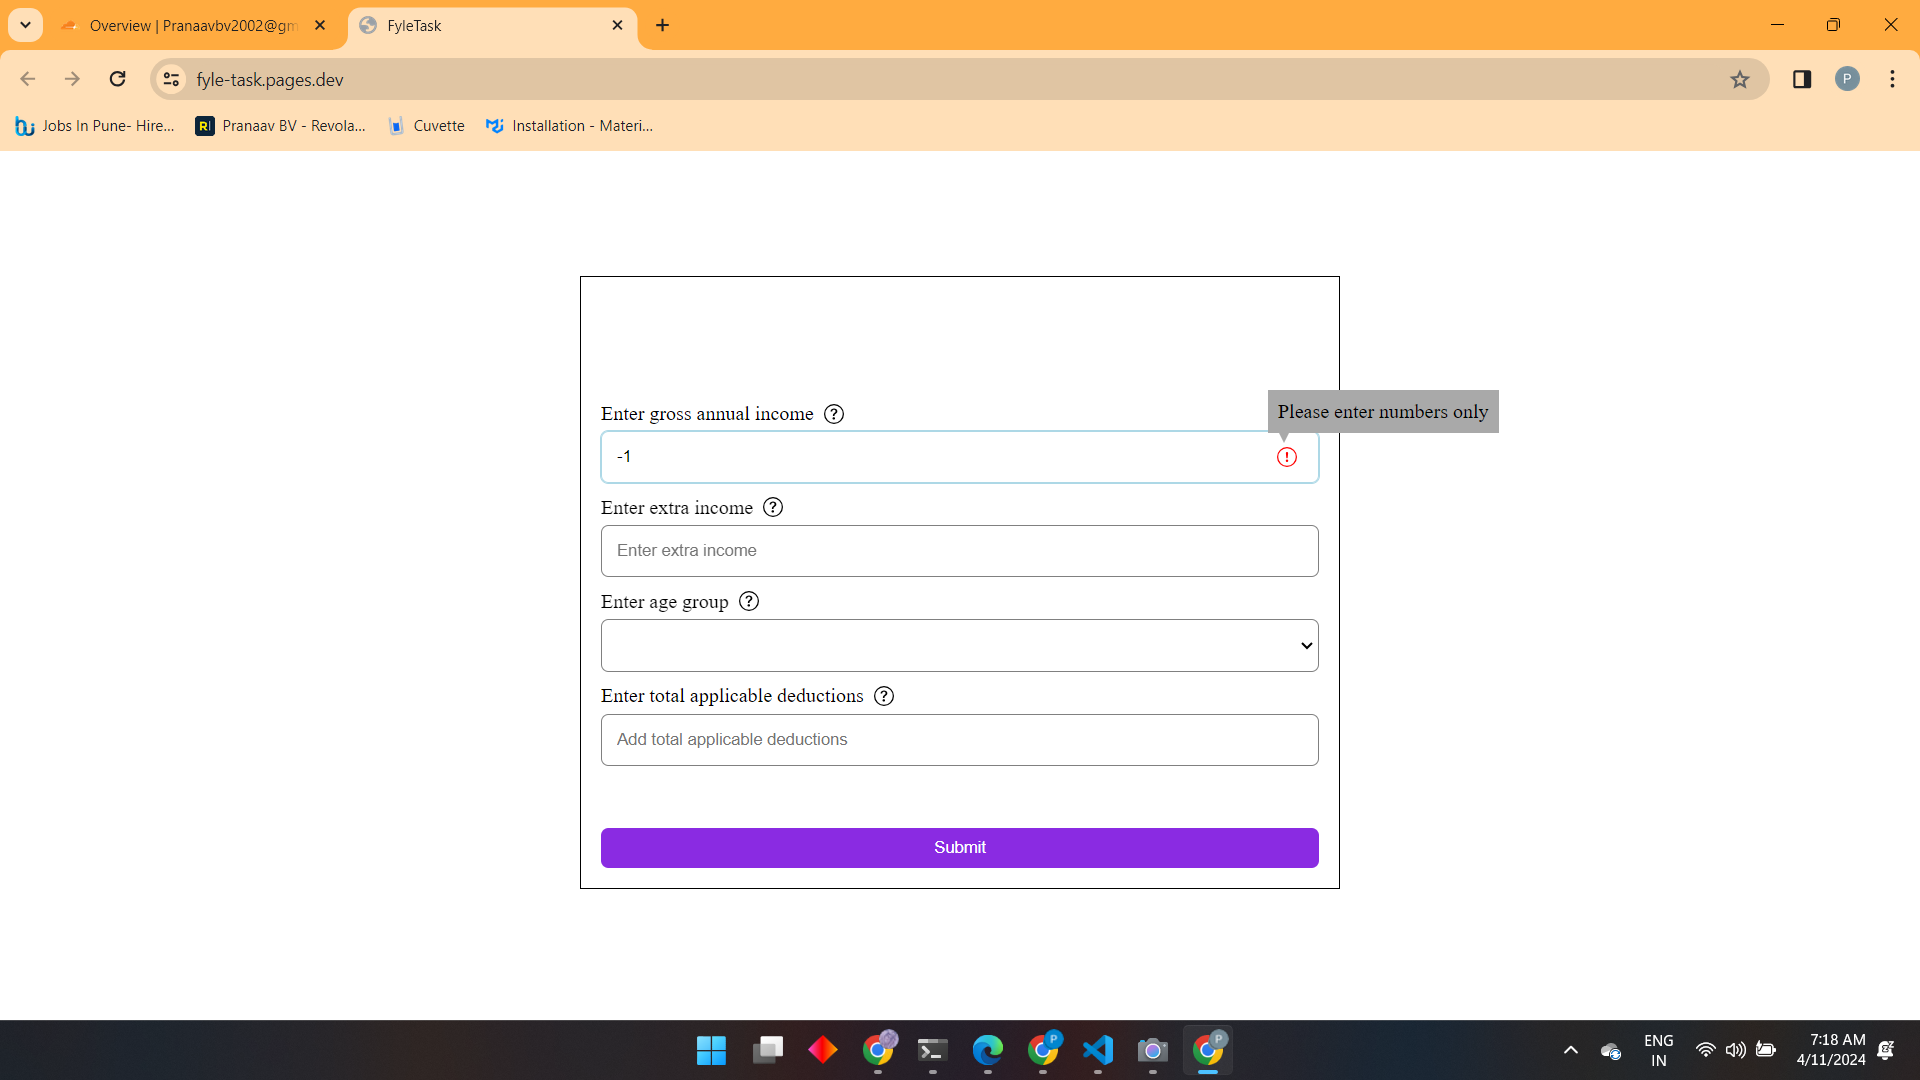 Overview | Pranaavbv2002@gm
FyleTask
fyle-task.pages.dev
P
Jobs In Pune- Hire...
RI Pranaav BV - Revola...
Cuvette
Installation - Materi...
Please enter numbers only
Enter gross annual income ?
-1 !
Enter extra income ?
Enter extra income
Enter age group ?
Enter total applicable deductions ?
Add total applicable deductions
Submit
P
P
ENG
IN
7:18 AM
4/11/2024